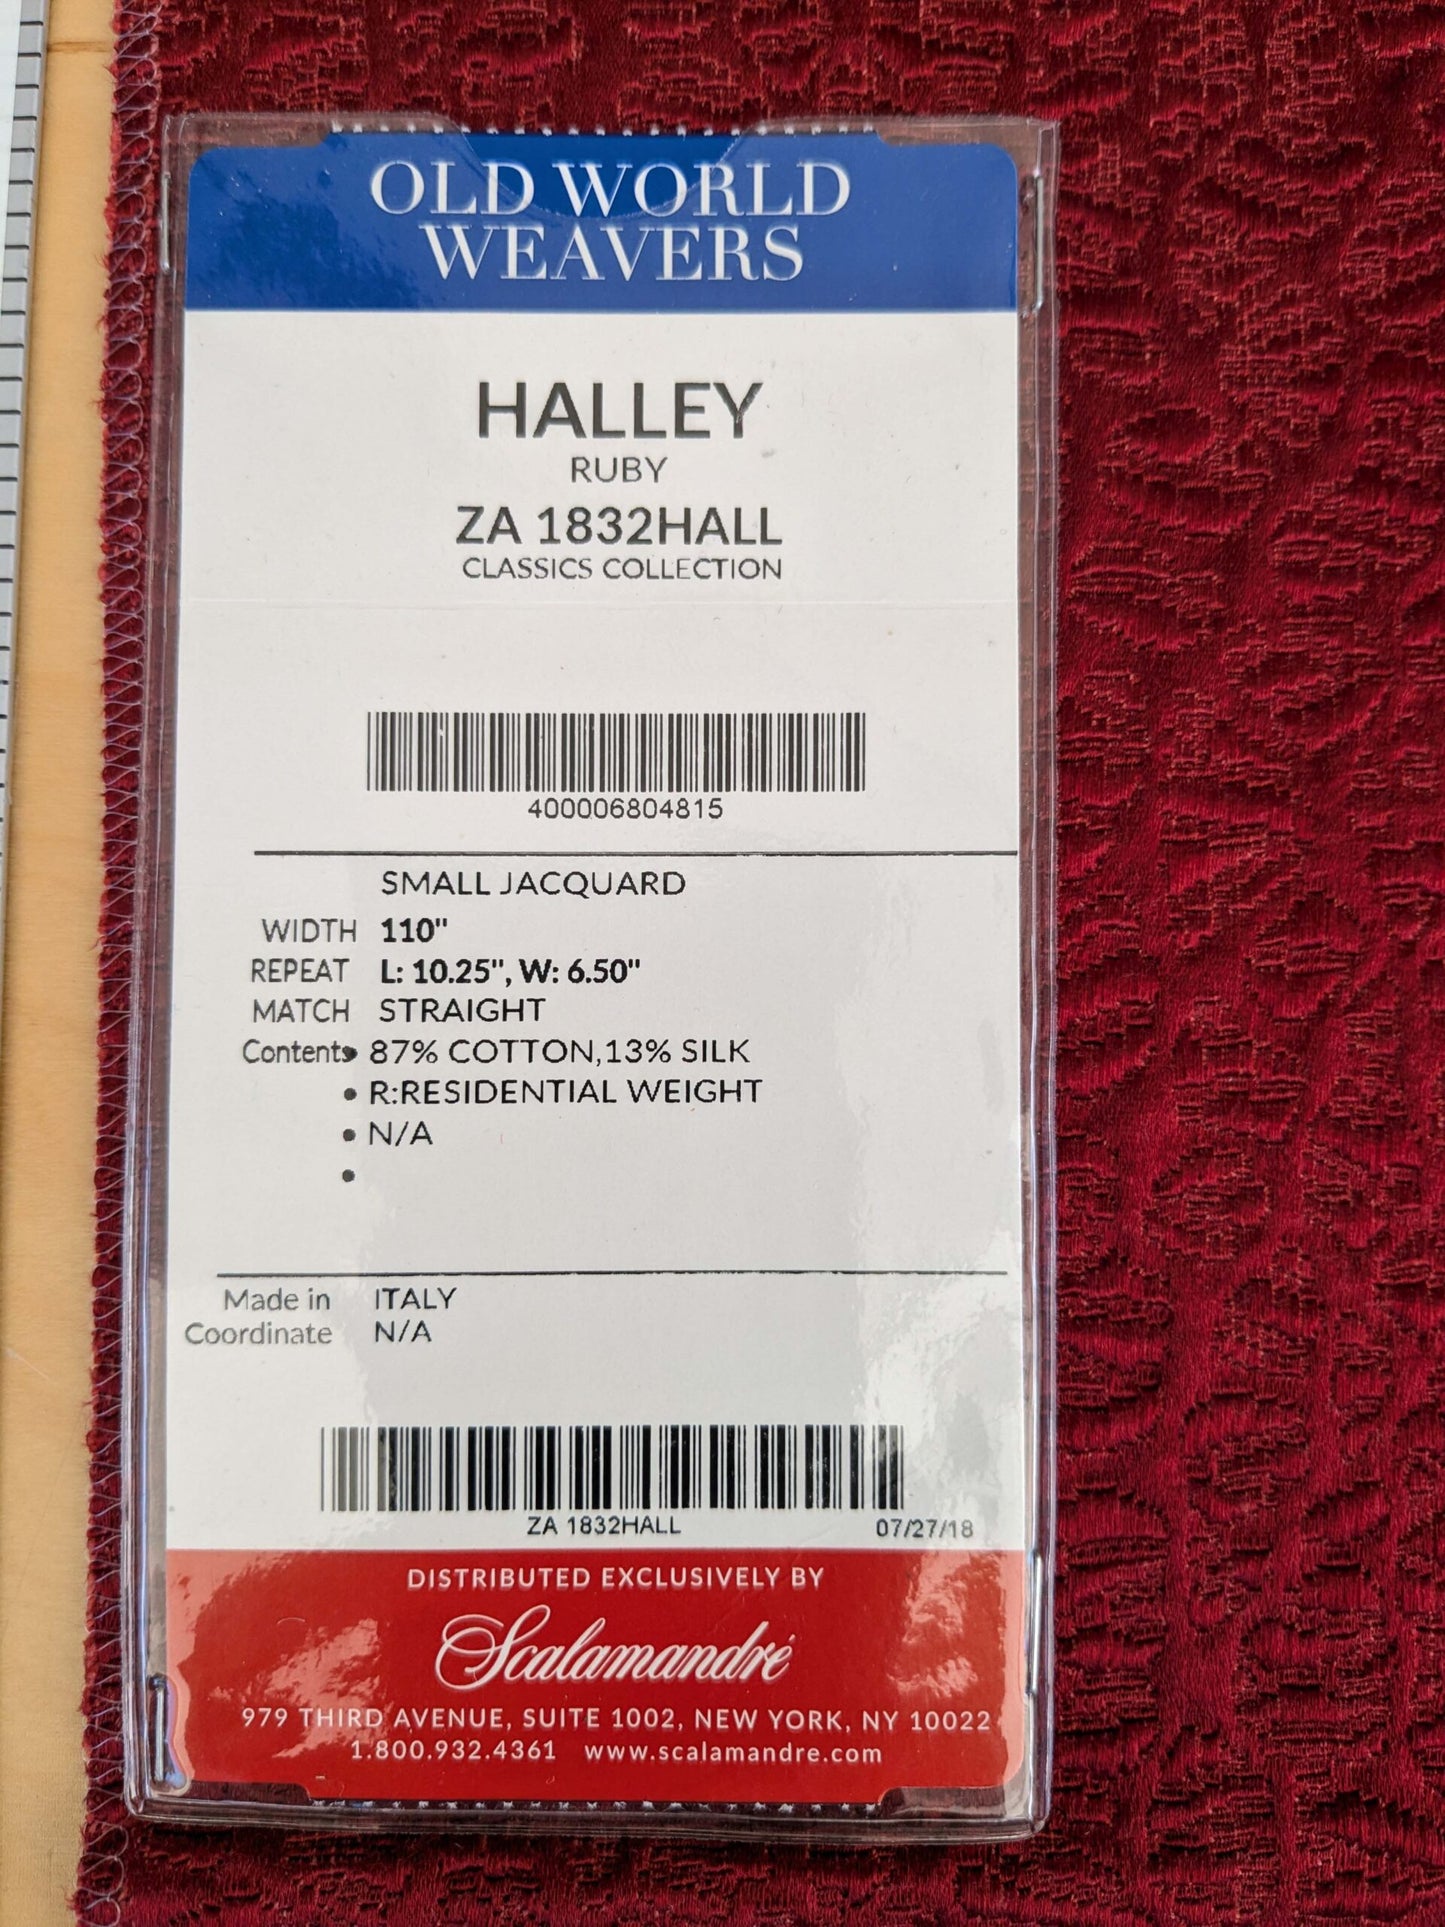 OLD WORLD
WEAVERS
HALLEY
RUBY
ZA 1832HALL
CLASSICS COLLECTION
400006804815
SMALL JACQUARD
WIDTH 110"
REPEAT L: 10.25", W: 6.50"
MATCH STRAIGHT
Contents • 87% COTTON,13% SILK
• R:RESIDENTIAL WEIGHT
• N/A
•
Made in ITALY
Coordinate N/A
ZA 1832HALL 07/27/18
DISTRIBUTED EXCLUSIVELY BY
Scalamandré
979 THIRD AVENUE, SUITE 1002, NEW YORK, NY 10022
1.800.932.4361 www.scalamandre.com